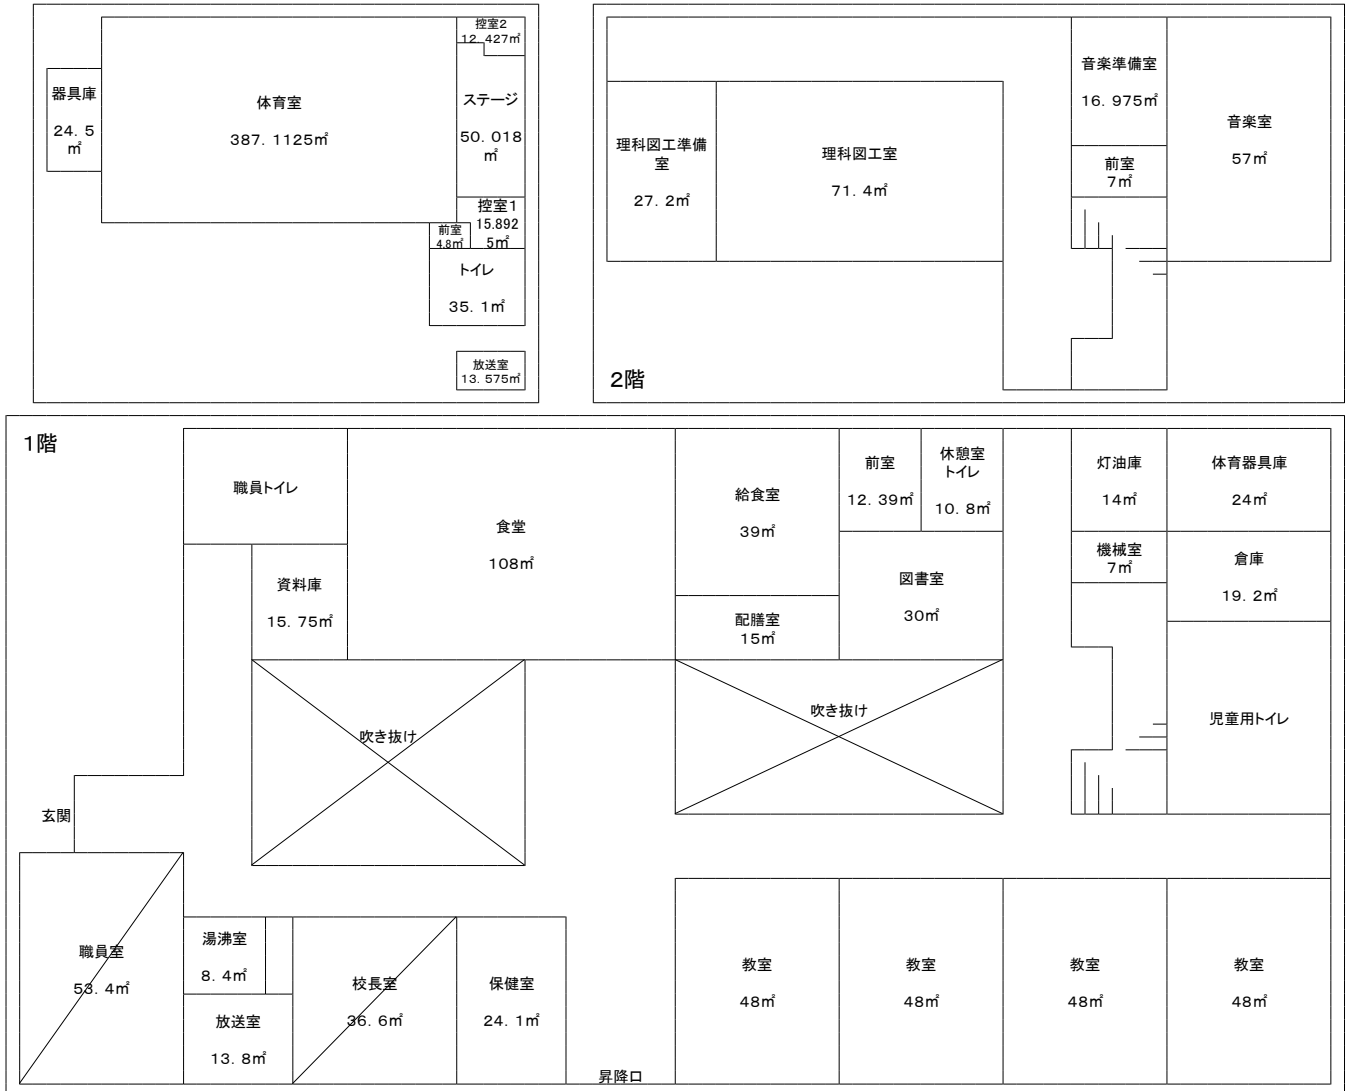 控室2
12.427㎡
器具庫
24.5
㎡
体育室
387.1125㎡
ステージ
50.018
㎡
控室1
15.892
5㎡
前室
4.8㎡
トイレ
35.1㎡
放送室
13.575㎡
音楽準備室
16.975㎡
音楽室
57㎡
理科図工準備
室
27.2㎡
理科図工室
71.4㎡
前室
7㎡
2階
1階
職員トイレ
食堂
108㎡
給食室
39㎡
前室
12.39㎡
休憩室
トイレ
10.8㎡
灯油庫
14㎡
体育器具庫
24㎡
資料庫
15.75㎡
配膳室
15㎡
図書室
30㎡
機械室
7㎡
倉庫
19.2㎡
吹き抜け
吹き抜け
児童用トイレ
玄関
職員室
53.4㎡
湯沸室
8.4㎡
放送室
13.8㎡
校長室
36.6㎡
保健室
24.1㎡
教室
48㎡
教室
48㎡
教室
48㎡
教室
48㎡
昇降口